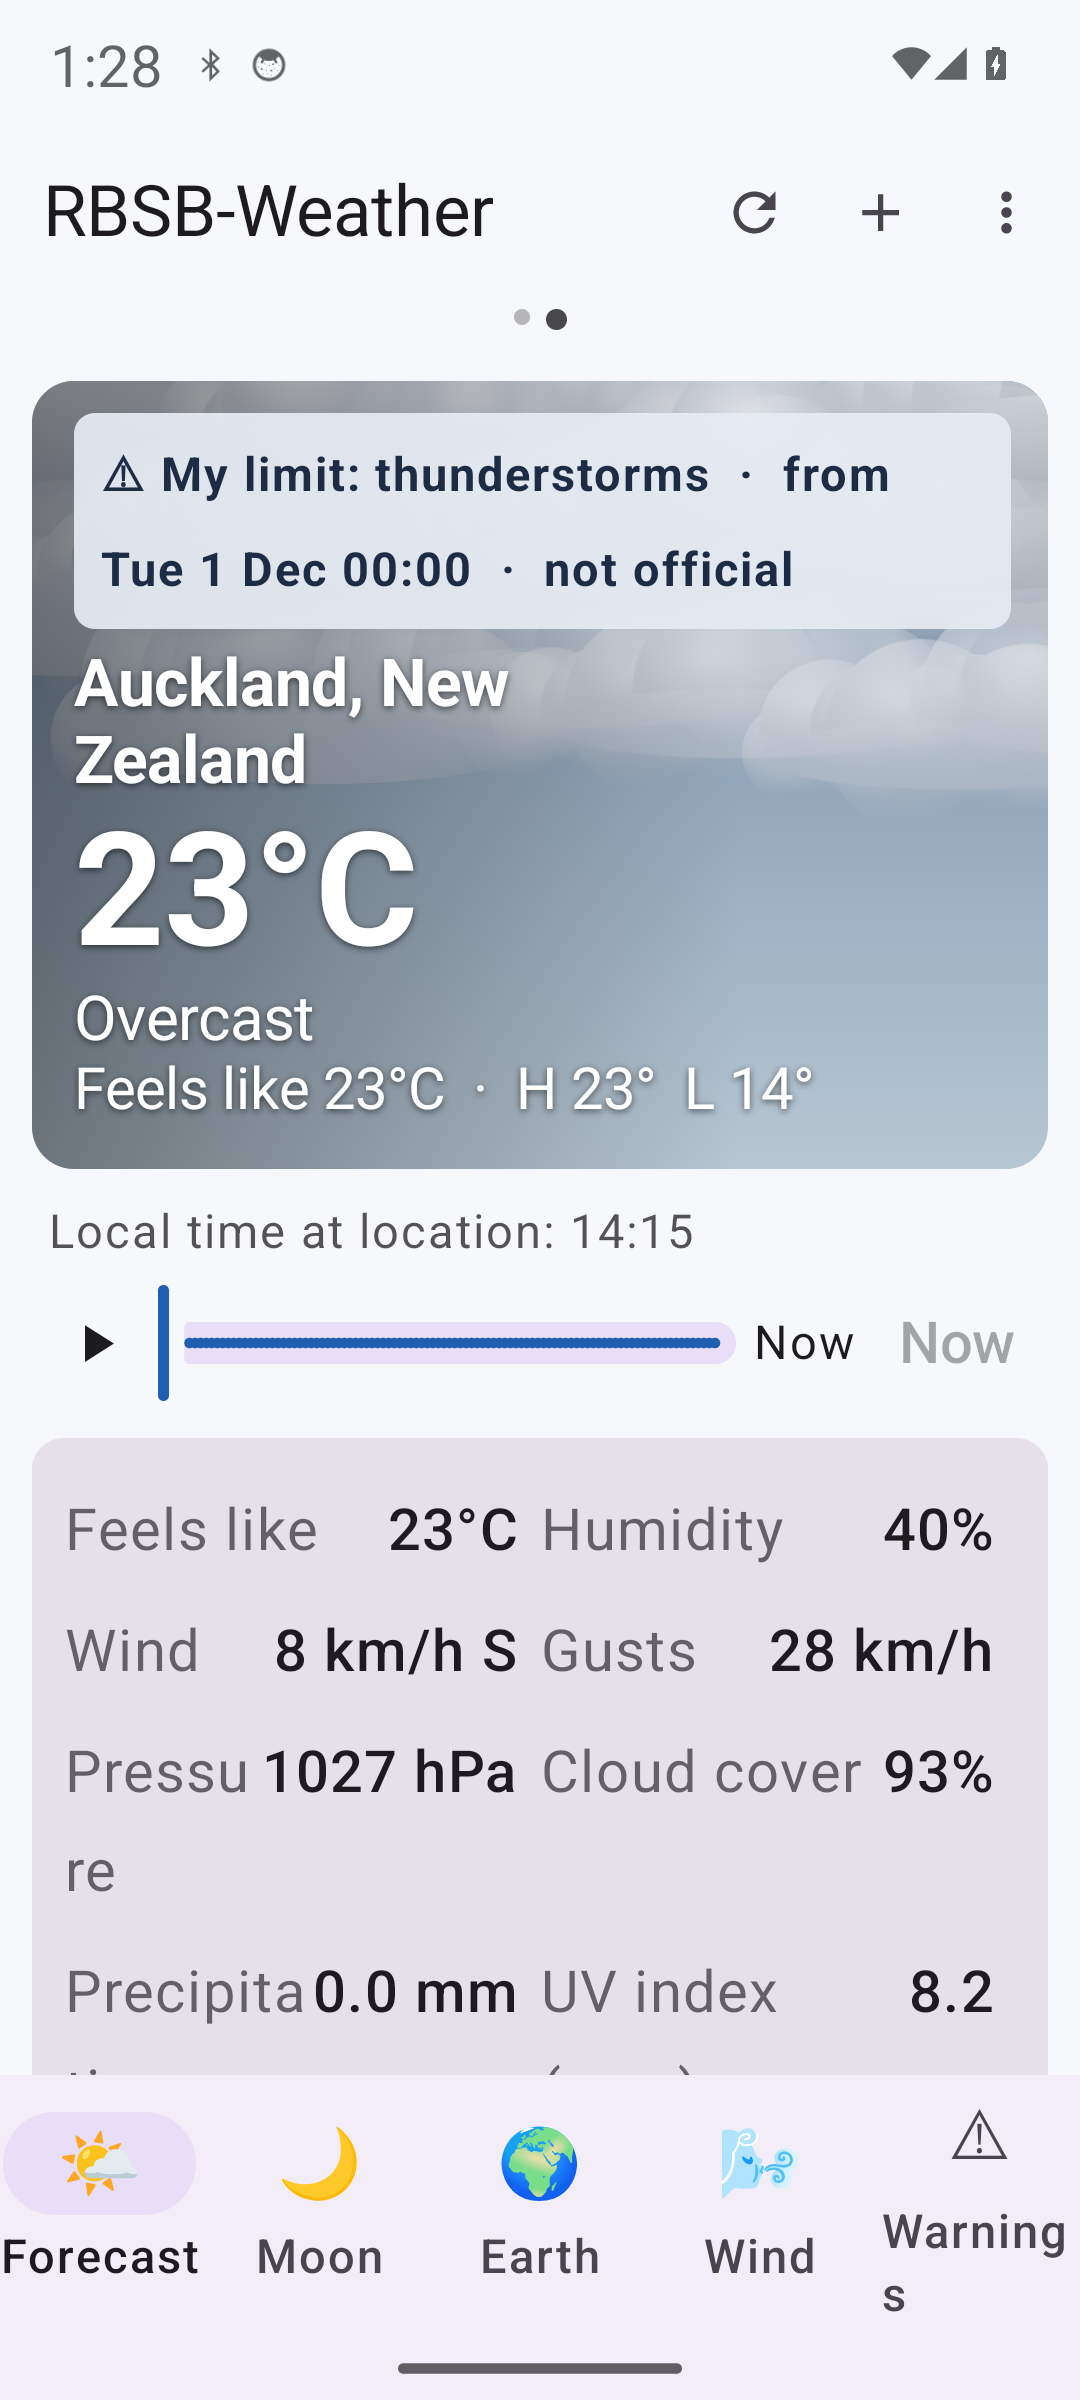 1:28
RBSB-Weather
⚠ My limit: thunderstorms · from
Tue 1 Dec 00:00 · not official
Auckland, New
Zealand
23°C
Overcast
Feels like 23°C · H 23° L 14°
Local time at location: 14:15
Now Now
Feels like 23°C Humidity 40%
Wind 8 km/h S Gusts 28 km/h
Pressu 1027 hPa Cloud cover 93%
re
Precipita 0.0 mm UV index 8.2
Forecast Moon Earth Wind Warning
s